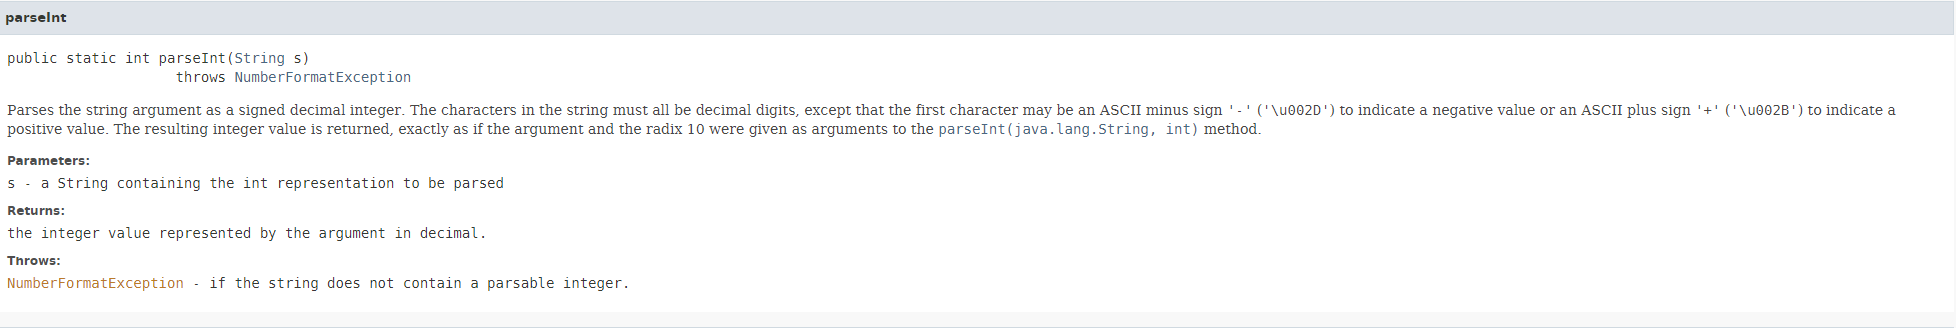 parseInt
public static int parseInt(String s)
                    throws NumberFormatException
Parses the string argument as a signed decimal integer. The characters in the string must all be decimal digits, except that the first character may be an ASCII minus sign '-' ('\u002D') to indicate a negative value or an ASCII plus sign '+' ('\u002B') to indicate a
positive value. The resulting integer value is returned, exactly as if the argument and the radix 10 were given as arguments to the parseInt(java.lang.String, int) method.
Parameters:
s - a String containing the int representation to be parsed
Returns:
the integer value represented by the argument in decimal.
Throws:
NumberFormatException - if the string does not contain a parsable integer.